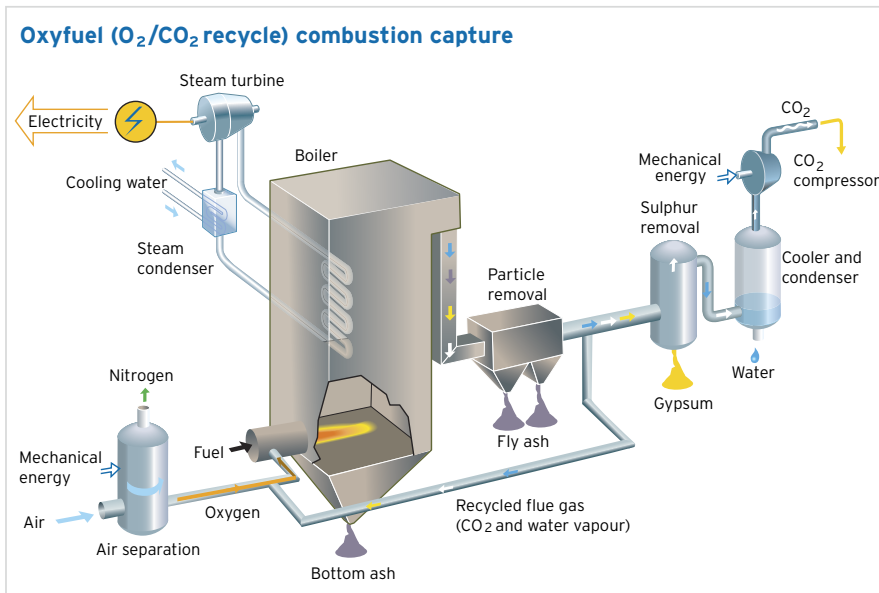 Oxyfuel (O₂/CO₂ recycle) combustion capture
Steam turbine
Electricity
Boiler
CO₂
Mechanical
energy
CO₂
compressor
Cooling water
Sulphur
removal
Steam
condenser
Cooler and
condenser
Particle
removal
Nitrogen
Water
Gypsum
Fuel
Fly ash
Mechanical
energy
Oxygen
Recycled flue gas
(CO₂ and water vapour)
Air
Air separation
Bottom ash